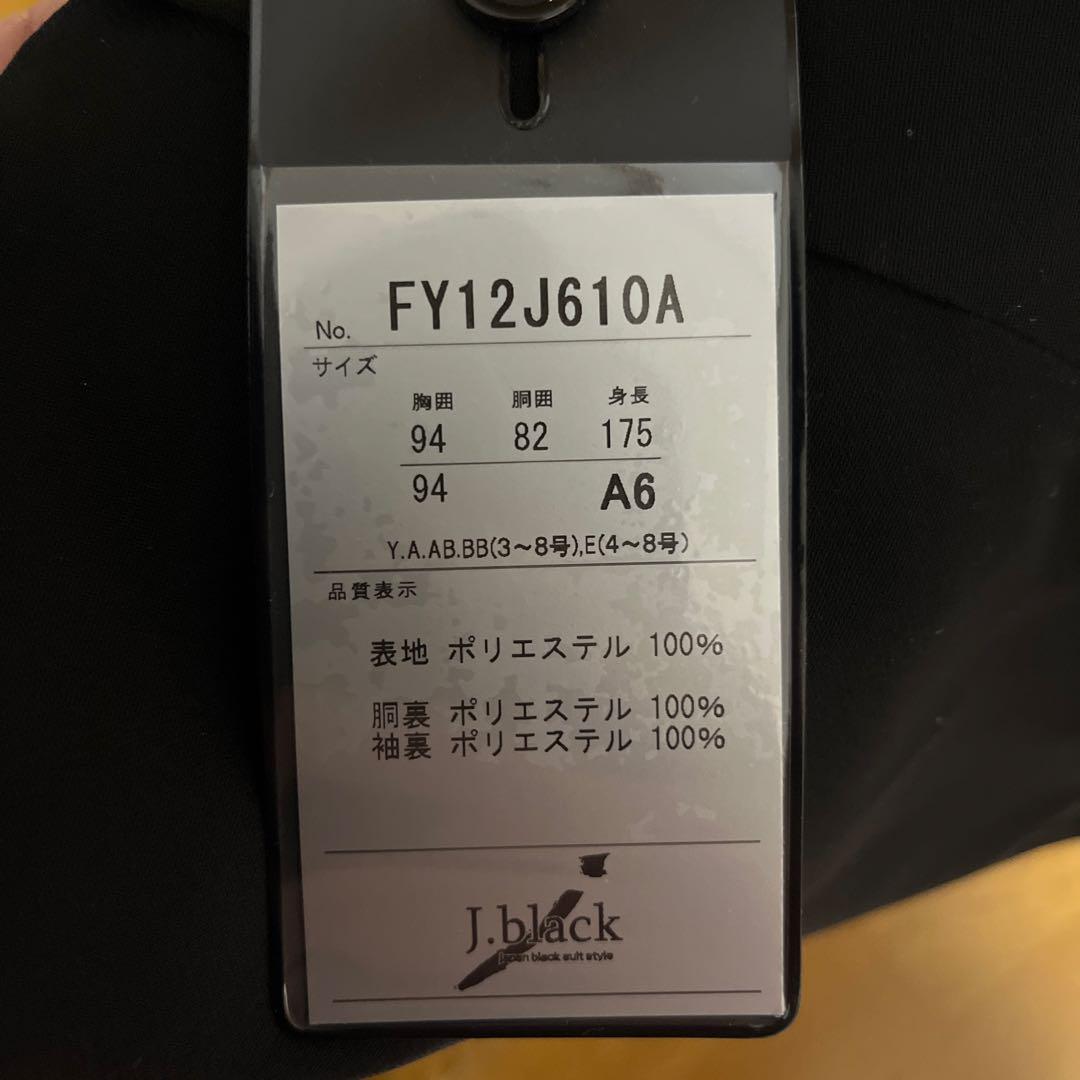 No. FY12J610A
サイズ
胸囲 胴囲 身長
94 82 175
94 A6
Y.A.AB.BB(3～8号),E(4～8号)
品質表示
表地 ポリエステル 100%
胴裏 ポリエステル 100%
袖裏 ポリエステル 100%
J.black
japan black suit style